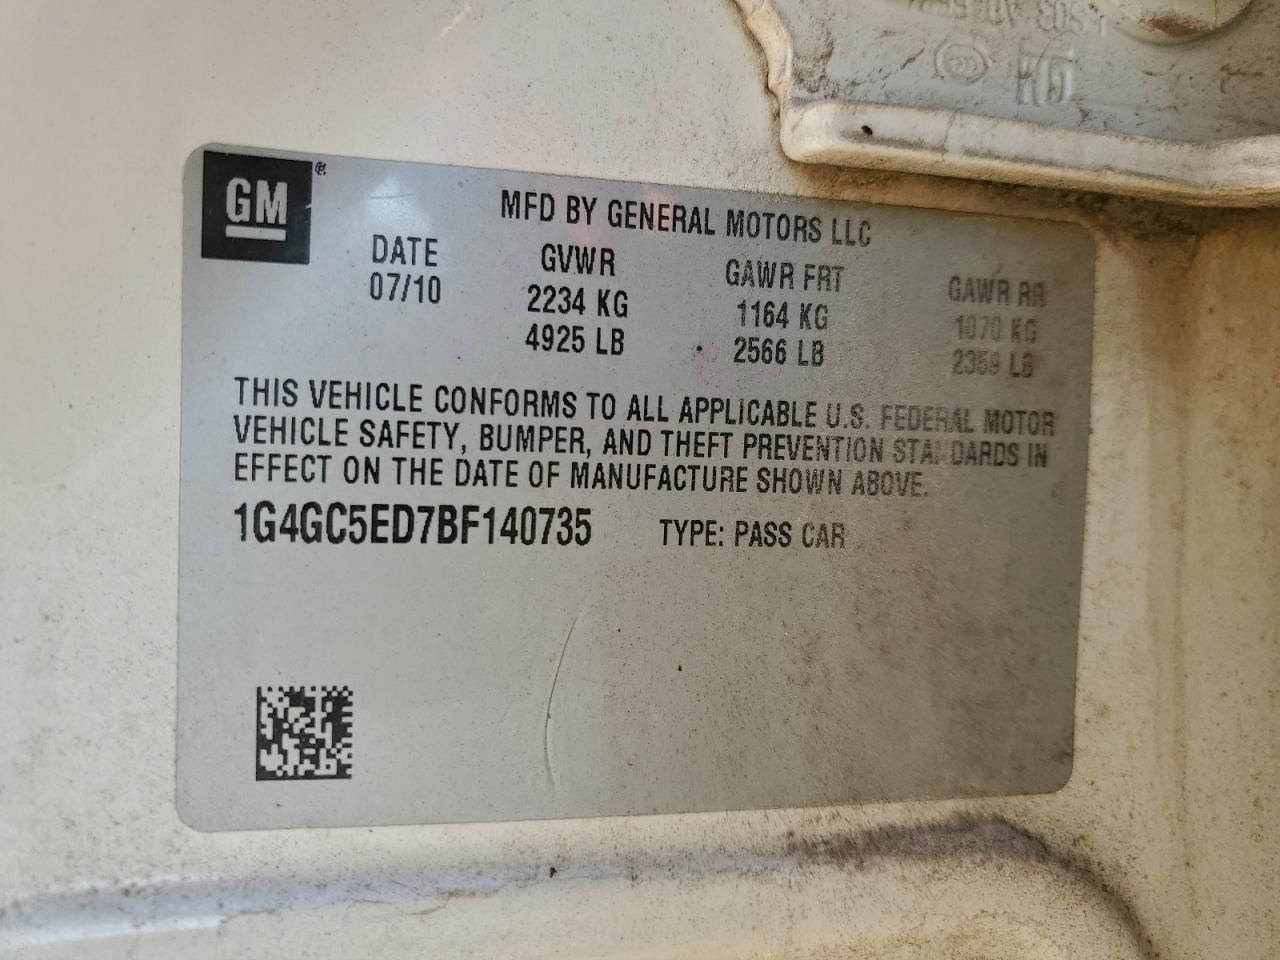 GM®
MFD BY GENERAL MOTORS LLC
DATE GVWR GAWR FRT GAWR RR
07/10 2234 KG 1164 KG 1070 KG
4925 LB 2566 LB 2359 LB
THIS VEHICLE CONFORMS TO ALL APPLICABLE U.S. FEDERAL MOTOR
VEHICLE SAFETY, BUMPER, AND THEFT PREVENTION STANDARDS IN
EFFECT ON THE DATE OF MANUFACTURE SHOWN ABOVE.
1G4GC5ED7BF140735 TYPE: PASS CAR